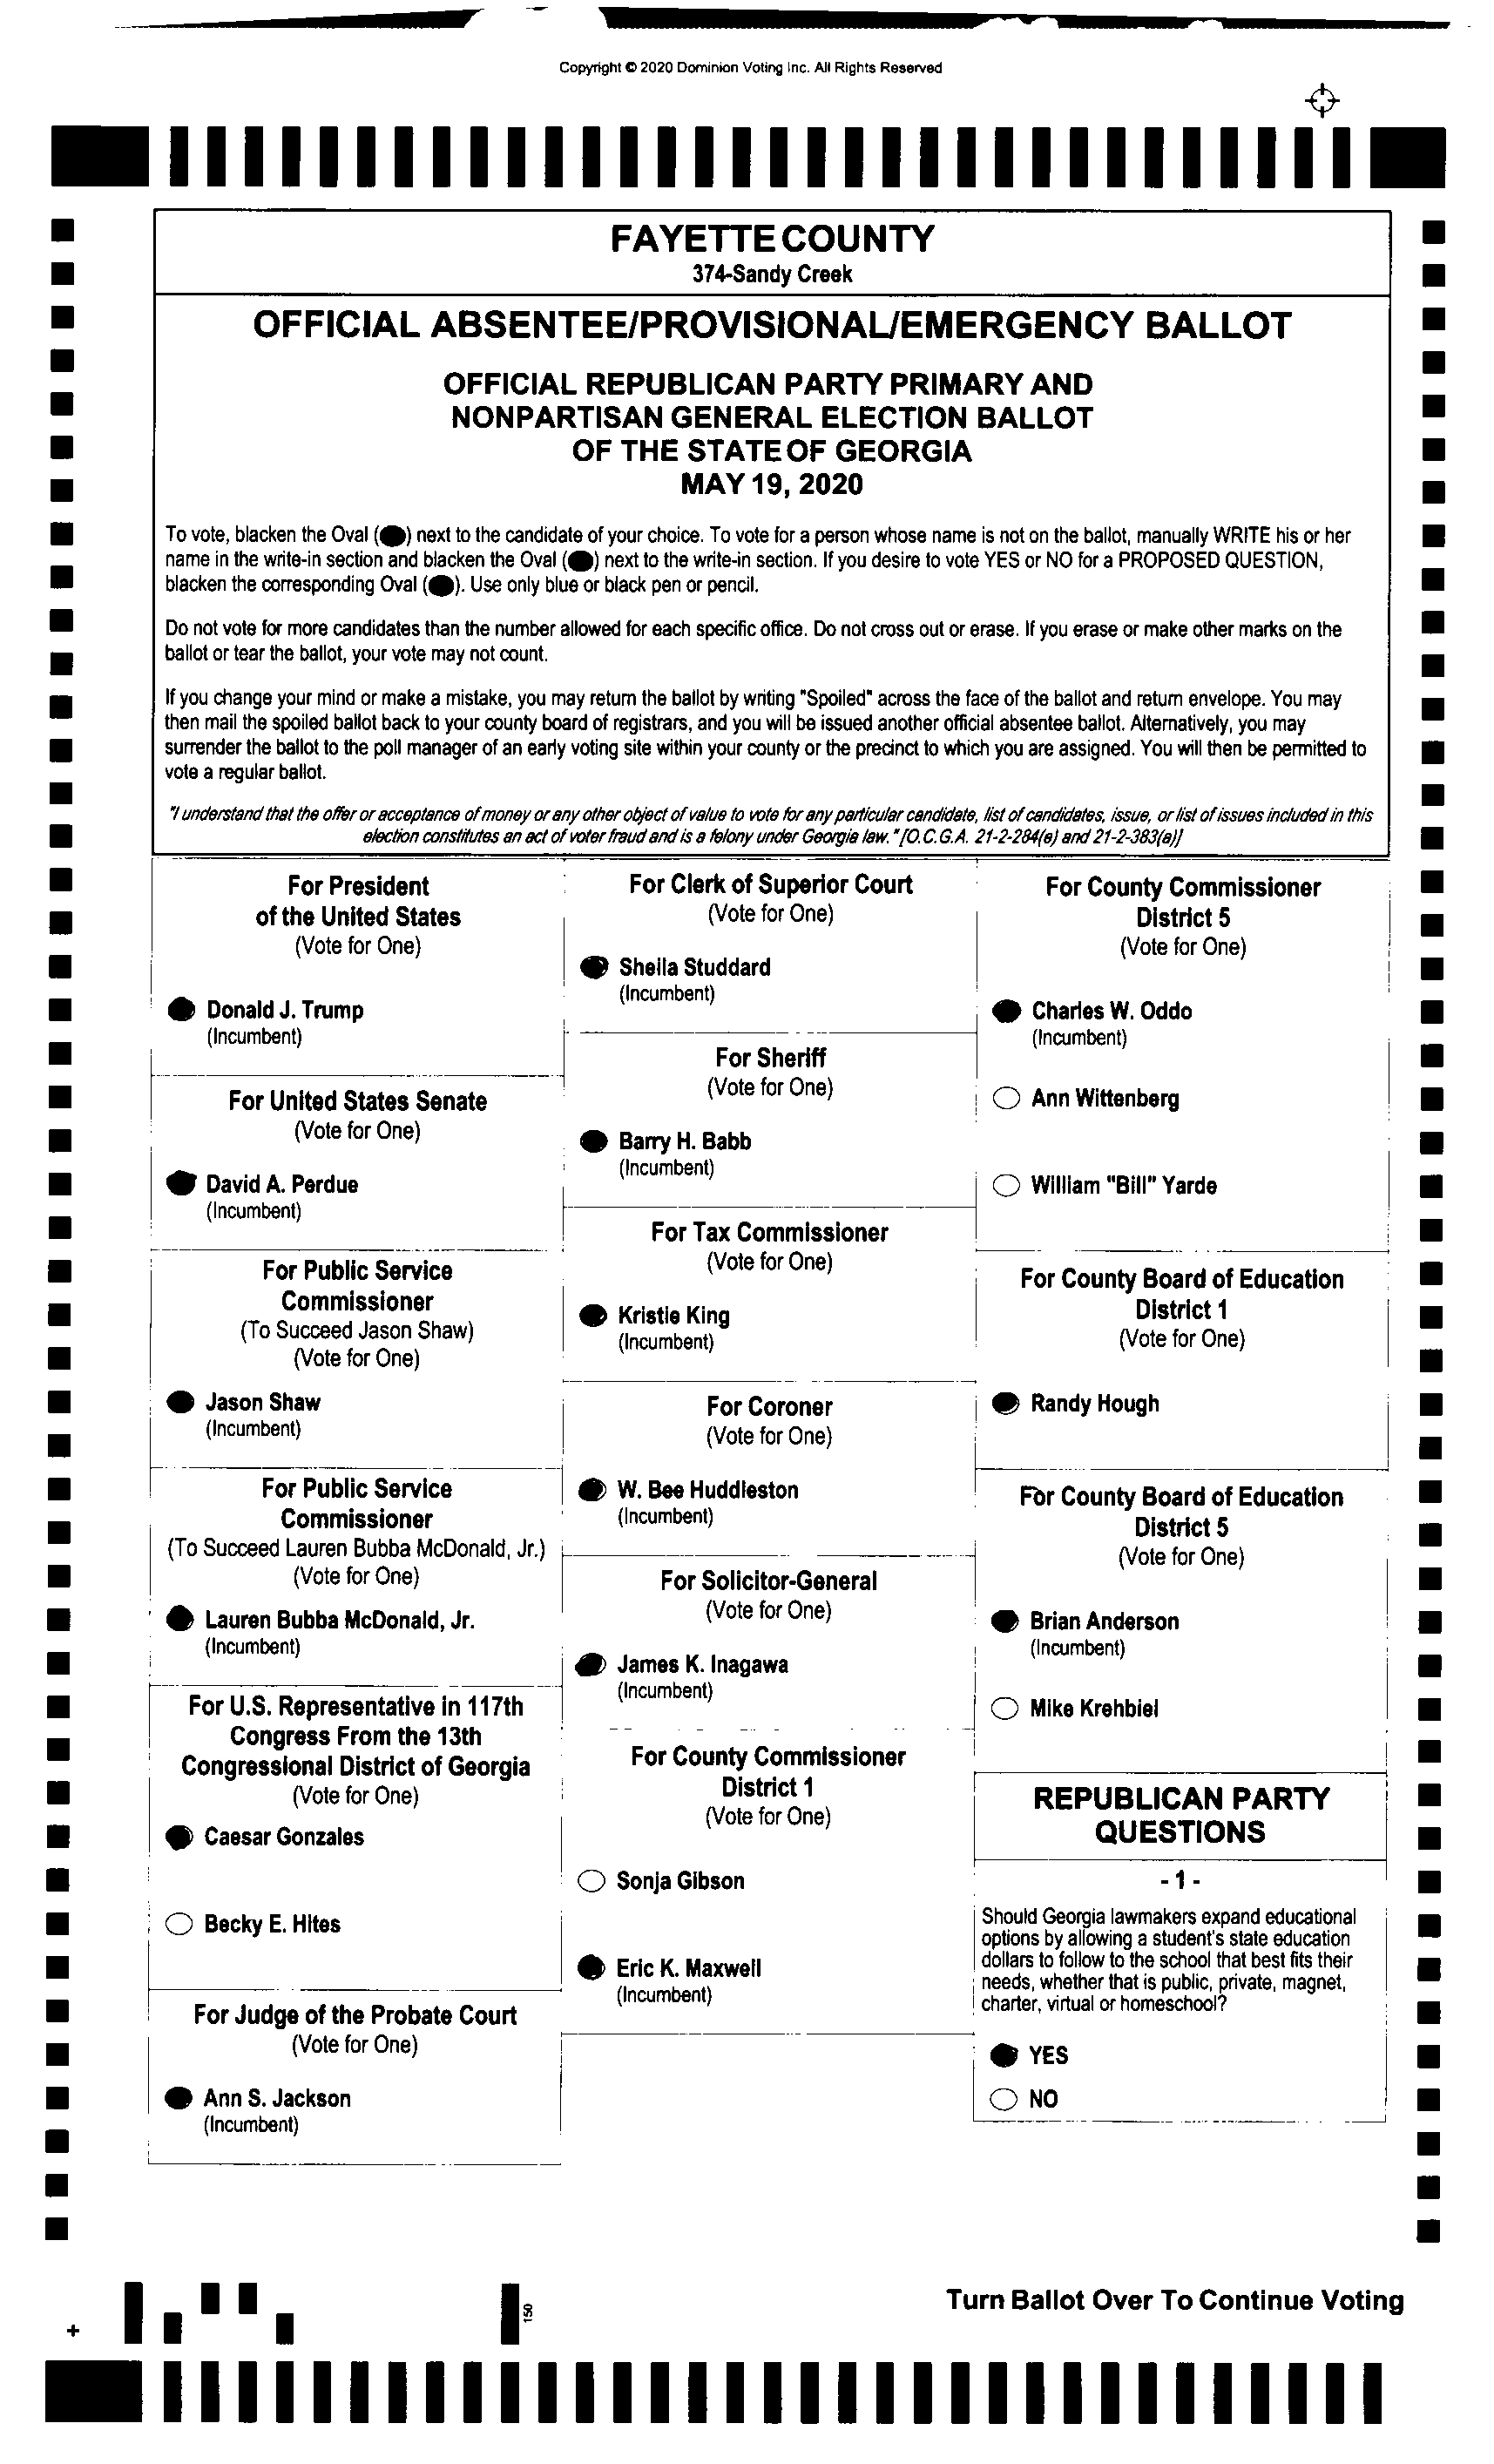 Copyright © 2020 Dominion Voting Inc. All Rights Reserved
FAYETTE COUNTY
374-Sandy Creek
OFFICIAL ABSENTEE/PROVISIONAL/EMERGENCY BALLOT
OFFICIAL REPUBLICAN PARTY PRIMARY AND
NONPARTISAN GENERAL ELECTION BALLOT
OF THE STATE OF GEORGIA
MAY 19, 2020
To vote, blacken the Oval (⬬) next to the candidate of your choice. To vote for a person whose name is not on the ballot, manually WRITE his or her
name in the write-in section and blacken the Oval (⬬) next to the write-in section. If you desire to vote YES or NO for a PROPOSED QUESTION,
blacken the corresponding Oval (⬬). Use only blue or black pen or pencil.
Do not vote for more candidates than the number allowed for each specific office. Do not cross out or erase. If you erase or make other marks on the
ballot or tear the ballot, your vote may not count.
If you change your mind or make a mistake, you may return the ballot by writing "Spoiled" across the face of the ballot and return envelope. You may
then mail the spoiled ballot back to your county board of registrars, and you will be issued another official absentee ballot. Alternatively, you may
surrender the ballot to the poll manager of an early voting site within your county or the precinct to which you are assigned. You will then be permitted to
vote a regular ballot.
"I understand that the offer or acceptance of money or any other object of value to vote for any particular candidate, list of candidates, issue, or list of issues included in this
election constitutes an act of voter fraud and is a felony under Georgia law." [O.C.G.A. 21-2-284(e) and 21-2-383(a)]
For President
of the United States
(Vote for One)
Donald J. Trump
(Incumbent)
For United States Senate
(Vote for One)
David A. Perdue
(Incumbent)
For Public Service
Commissioner
(To Succeed Jason Shaw)
(Vote for One)
Jason Shaw
(Incumbent)
For Public Service
Commissioner
(To Succeed Lauren Bubba McDonald, Jr.)
(Vote for One)
Lauren Bubba McDonald, Jr.
(Incumbent)
For U.S. Representative in 117th
Congress From the 13th
Congressional District of Georgia
(Vote for One)
Caesar Gonzales
Becky E. Hites
For Judge of the Probate Court
(Vote for One)
Ann S. Jackson
(Incumbent)
For Clerk of Superior Court
(Vote for One)
Sheila Studdard
(Incumbent)
For Sheriff
(Vote for One)
Barry H. Babb
(Incumbent)
For Tax Commissioner
(Vote for One)
Kristie King
(Incumbent)
For Coroner
(Vote for One)
W. Bee Huddleston
(Incumbent)
For Solicitor-General
(Vote for One)
James K. Inagawa
(Incumbent)
For County Commissioner
District 1
(Vote for One)
Sonja Gibson
Eric K. Maxwell
(Incumbent)
For County Commissioner
District 5
(Vote for One)
Charles W. Oddo
(Incumbent)
Ann Wittenberg
William "Bill" Yarde
For County Board of Education
District 1
(Vote for One)
Randy Hough
For County Board of Education
District 5
(Vote for One)
Brian Anderson
(Incumbent)
Mike Krehbiel
REPUBLICAN PARTY
QUESTIONS
- 1 -
Should Georgia lawmakers expand educational
options by allowing a student's state education
dollars to follow to the school that best fits their
needs, whether that is public, private, magnet,
charter, virtual or homeschool?
YES
NO
Turn Ballot Over To Continue Voting
150
+